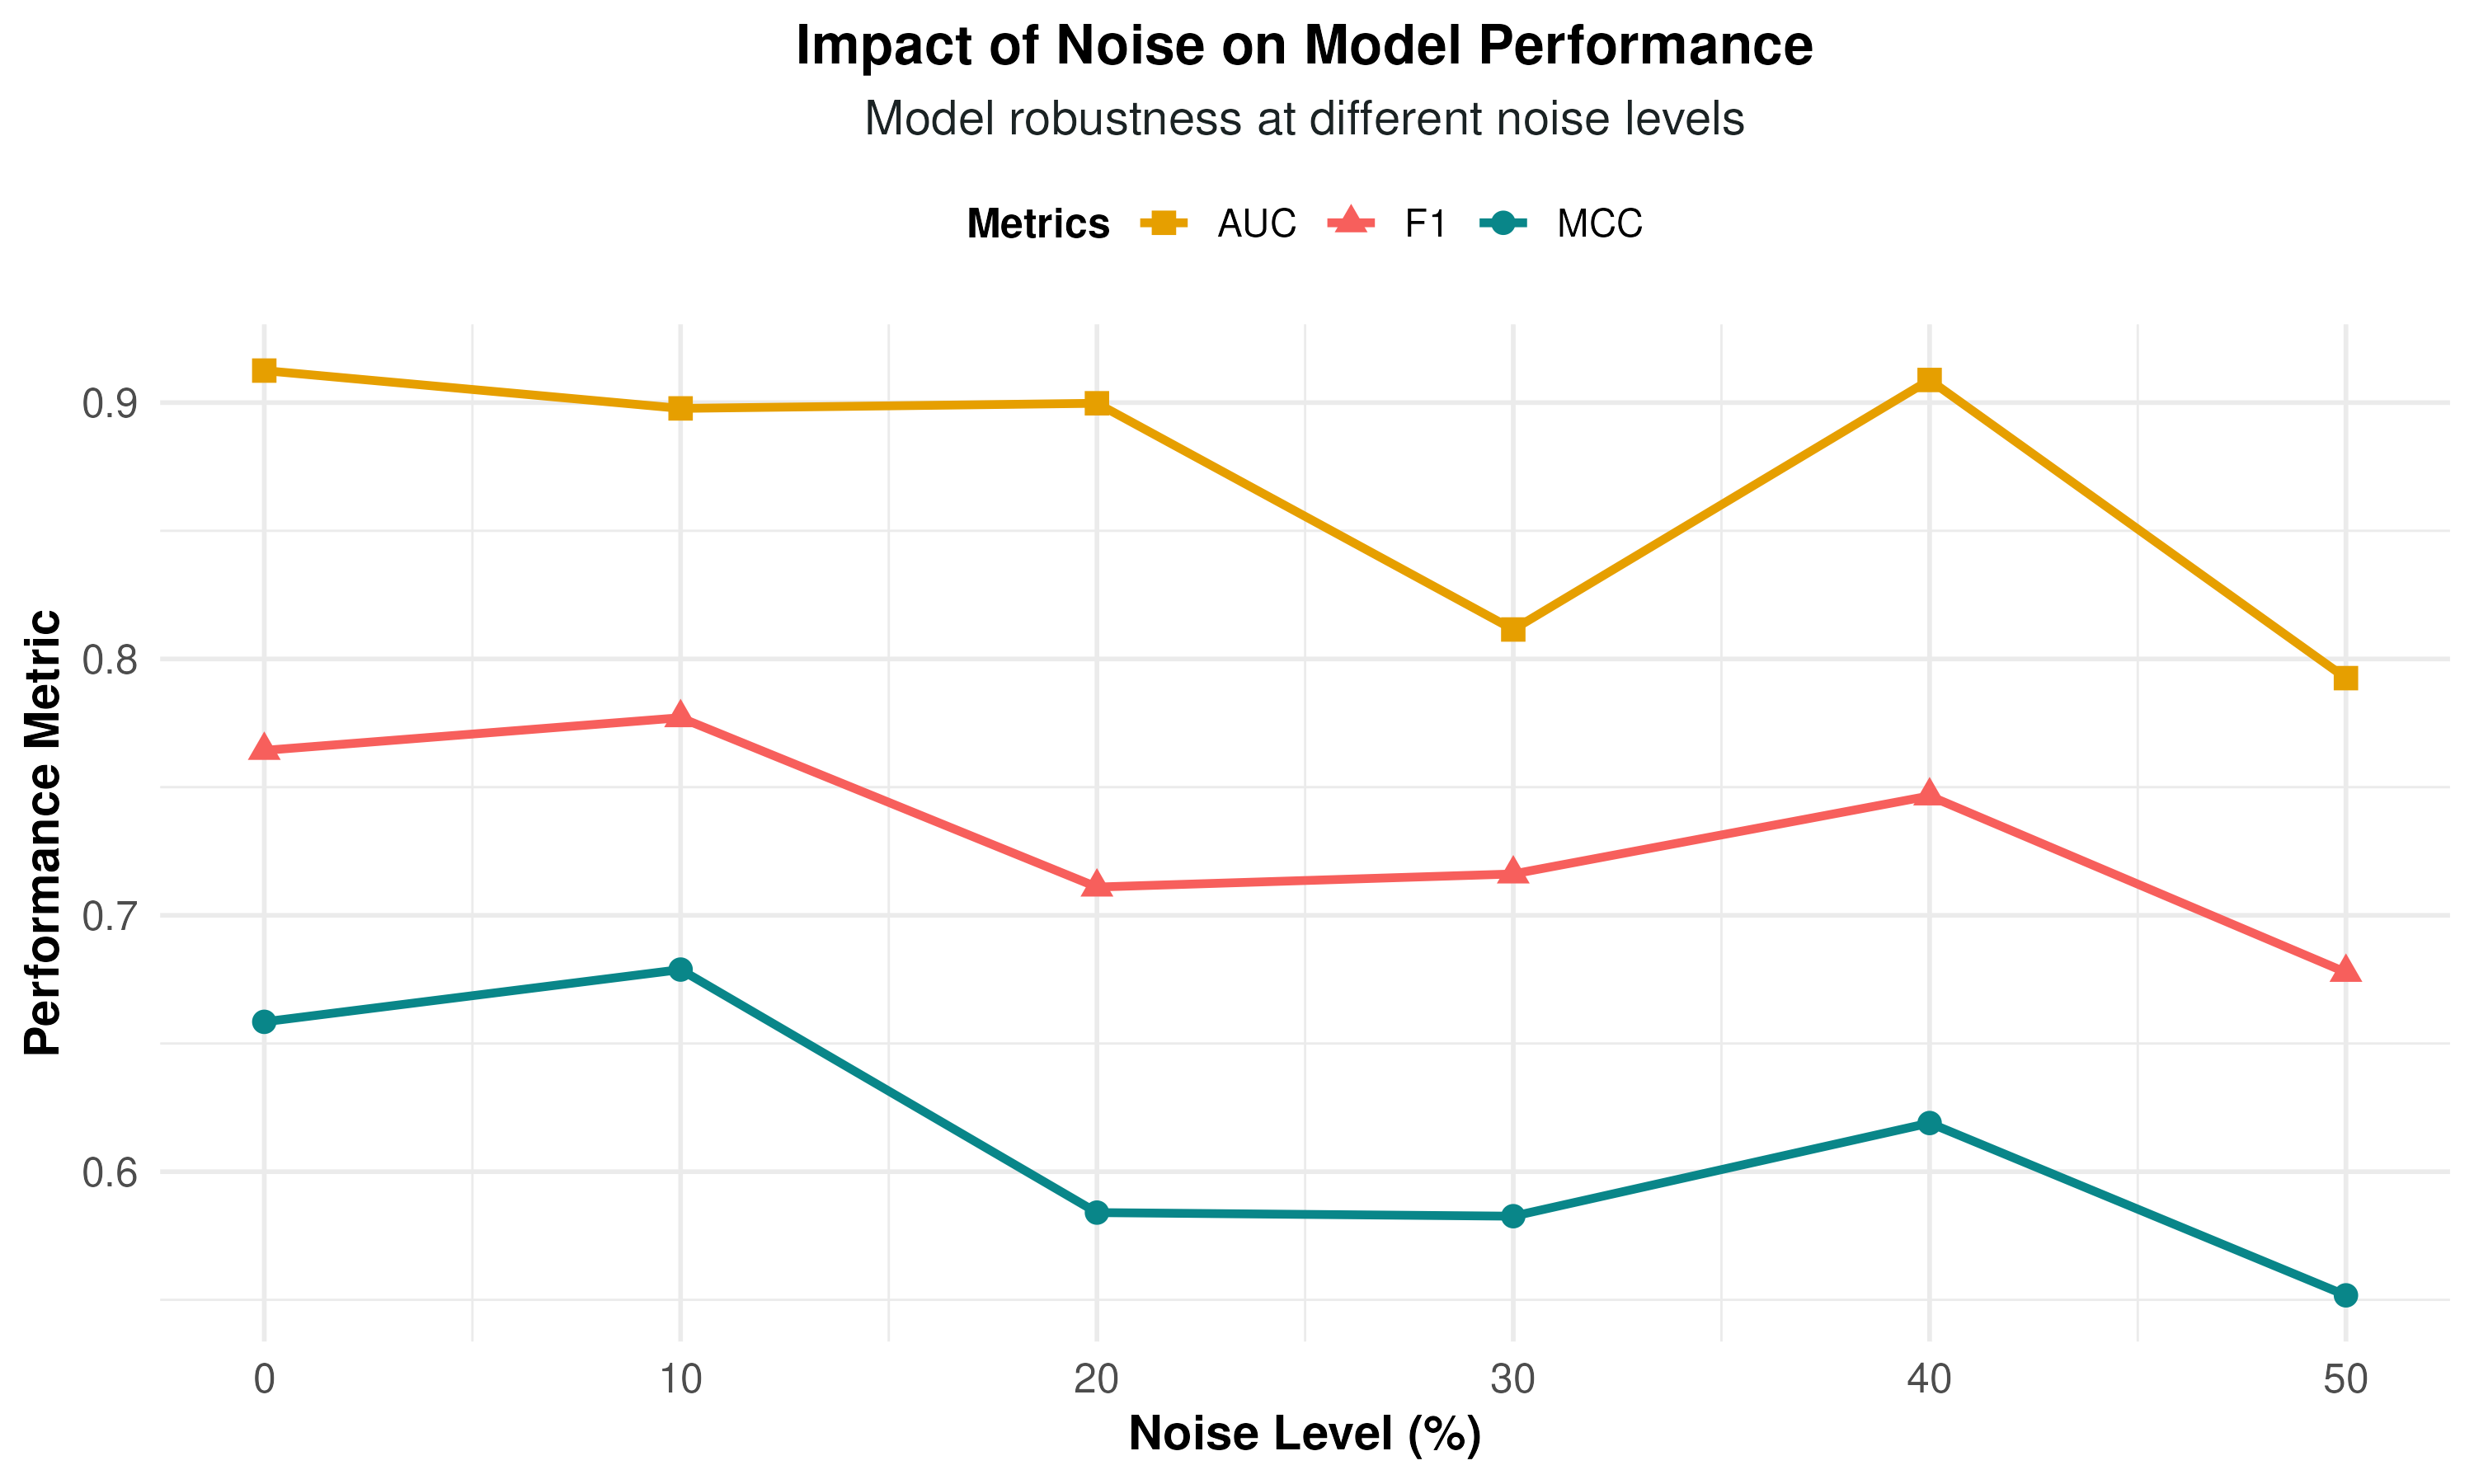 Impact of Noise on Model Performance
Model robustness at different noise levels
Metrics AUC F1 MCC
Performance Metric
0.9
0.8
0.7
0.6
0 10 20 30 40 50
Noise Level (%)